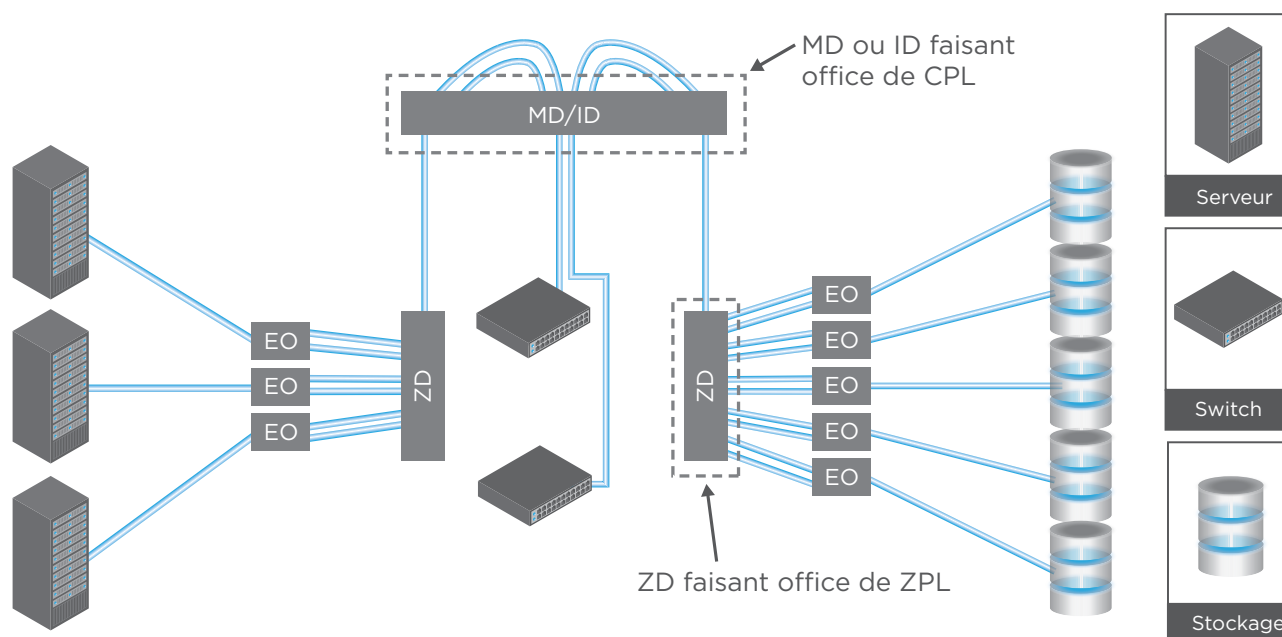 MD ou ID faisant
office de CPL
MD/ID
Serveur
EO
EO
EO
ZD
ZD
EO
EO
EO
EO
EO
Switch
ZD faisant office de ZPL
Stockage